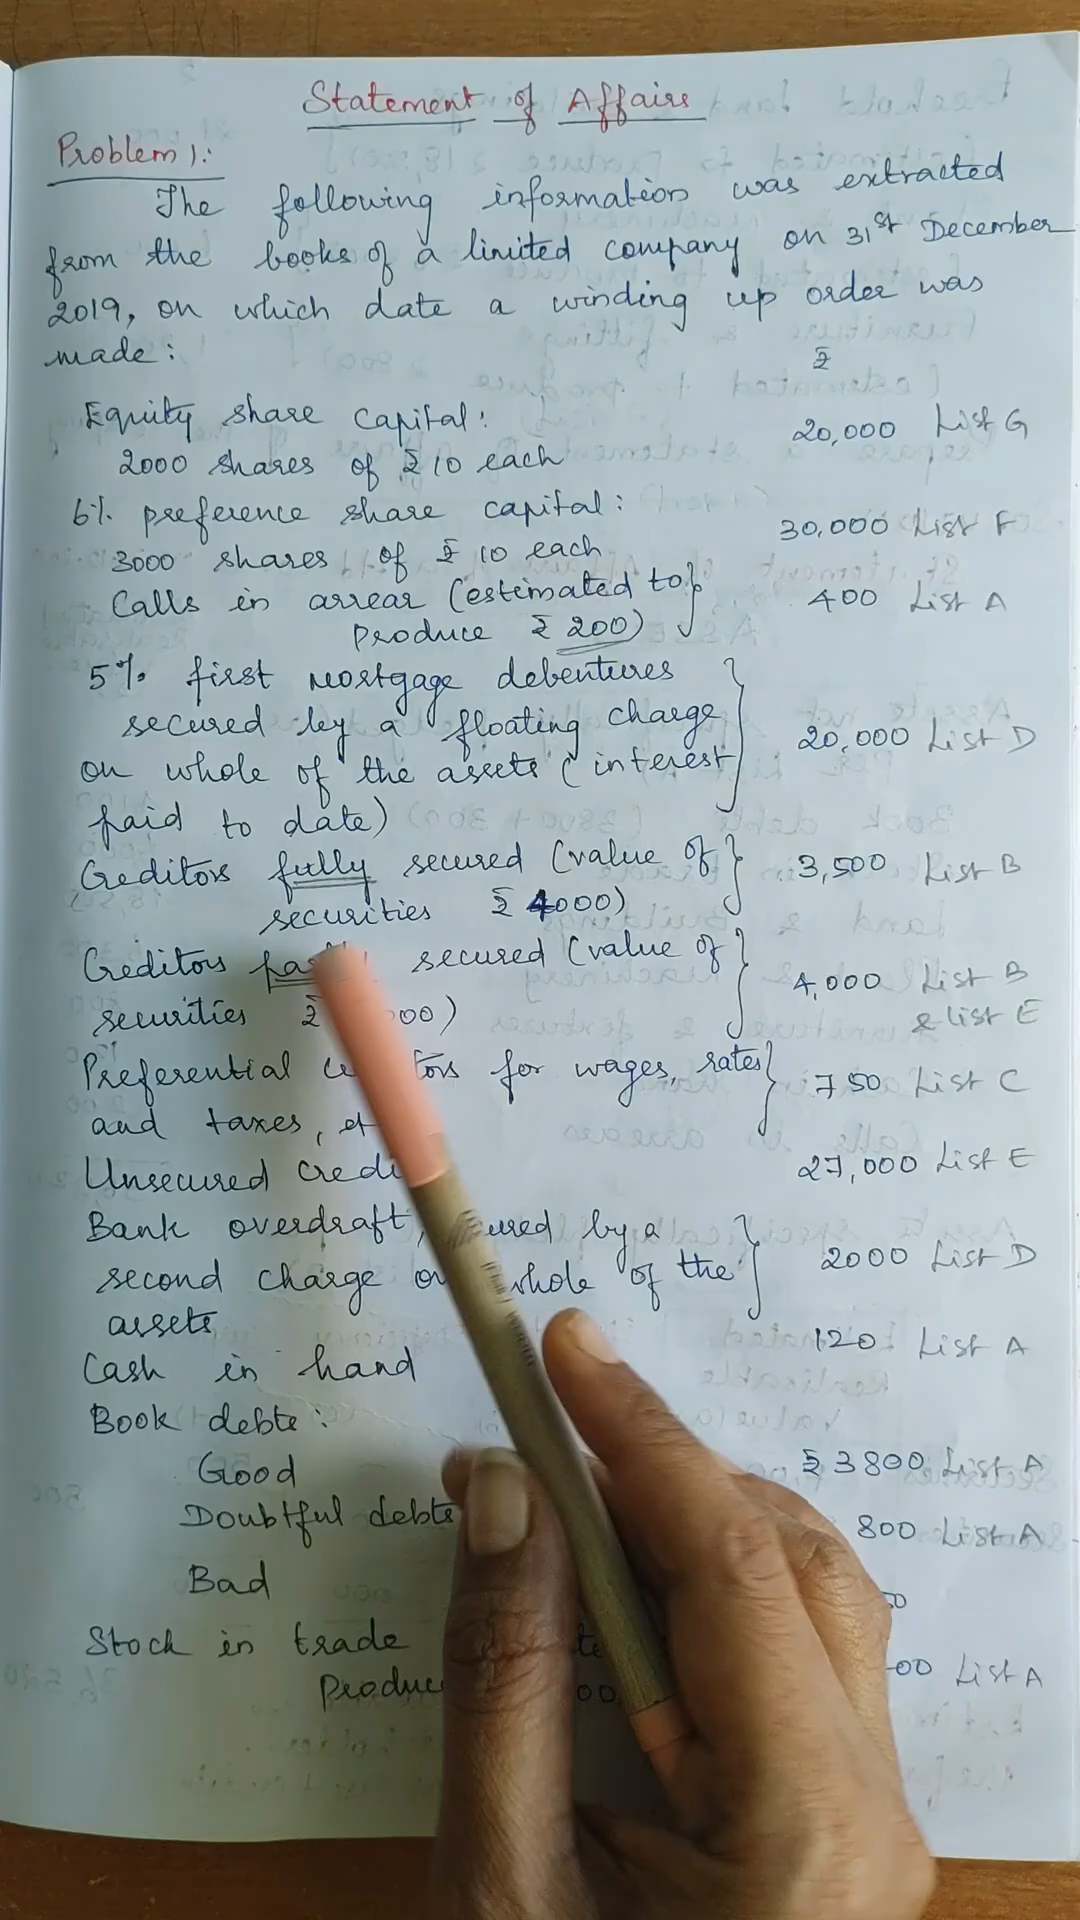 Statement of Affairs
Problem 1:
The following information was extracted
from the books of a limited company on 31st December
2019, on which date a winding up order was
made:
₹
Equity share capital:
2000 shares of ₹ 10 each 20,000 List G
6% preference share capital:
3000 shares of ₹ 10 each 30,000 List F
Calls in arrear (estimated to
produce ₹ 200) 400 List A
5% first mortgage debentures
secured by a floating charge
on whole of the assets (interest 20,000 List D
paid to date)
Creditors fully secured (value of 3,500 List B
securities ₹ 4000)
Creditors secured (value of
securities ₹ 4,000 List B
& List E
Preferential for wages, rates
and taxes, 750 List C
Unsecured 27,000 List E
Bank overdraft, by a
second charge whole of the 2000 List D
assets
Cash in hand 120 List A
Book debts:
Good ₹ 3800 List A
Doubtful debts 800 List A
Bad
Stock in trade
List A